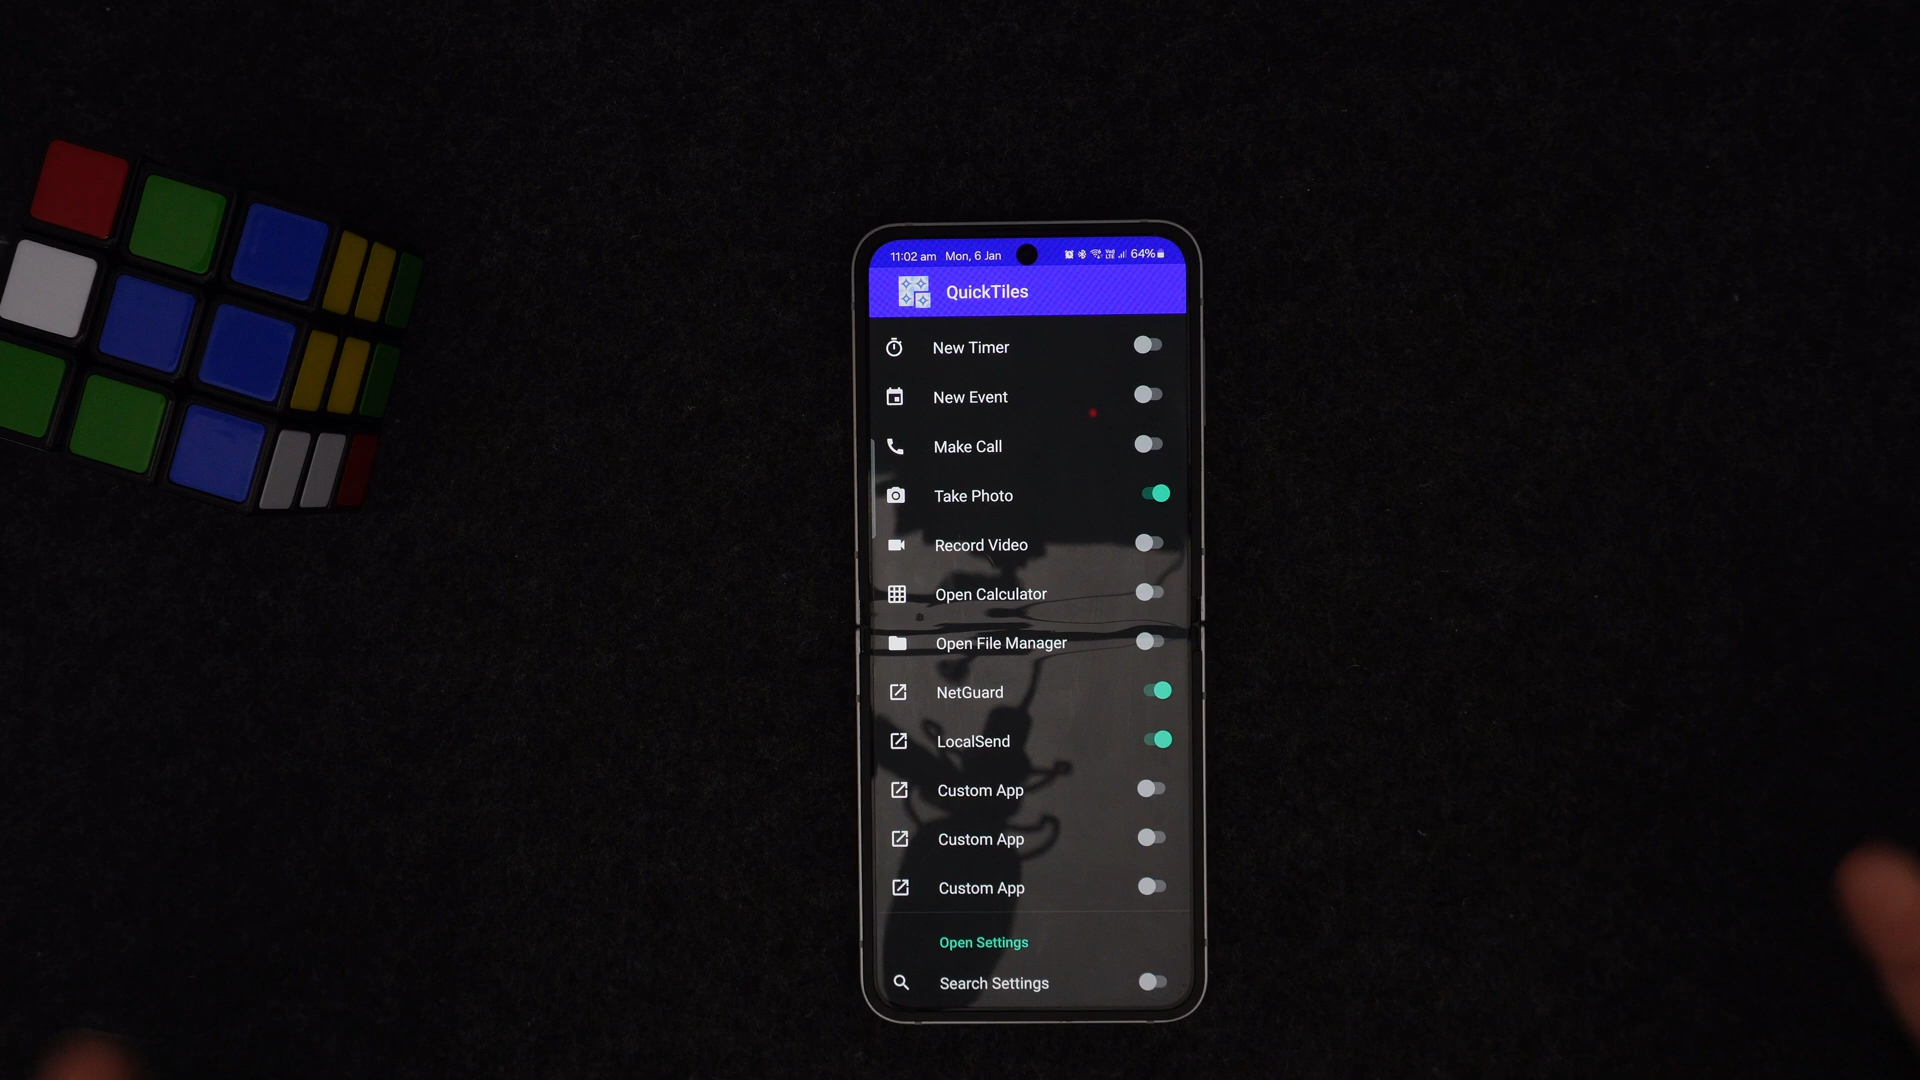 11:02 am Mon, 6 Jan 64%
QuickTiles
New Timer
New Event
Make Call
Take Photo
Record Video
Open Calculator
Open File Manager
NetGuard
LocalSend
Custom App
Custom App
Custom App
Open Settings
Search Settings